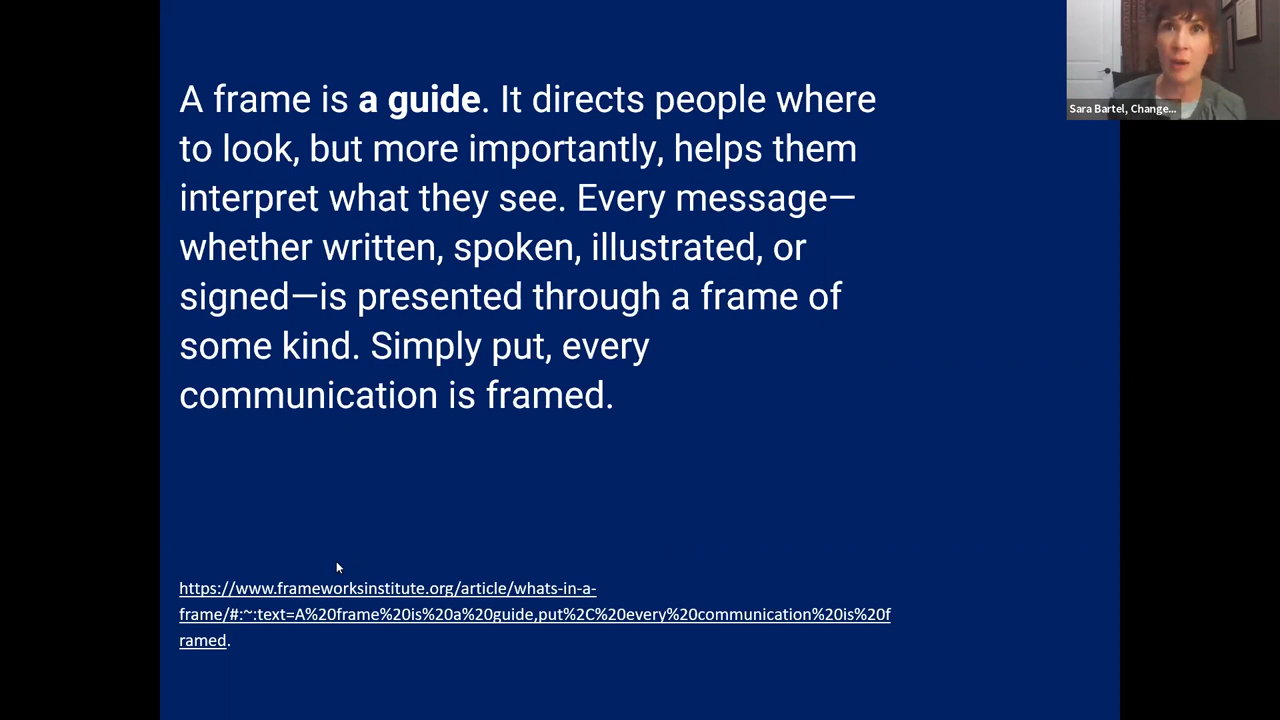 A frame is a guide. It directs people where
to look, but more importantly, helps them
interpret what they see. Every message—
whether written, spoken, illustrated, or
signed—is presented through a frame of
some kind. Simply put, every
communication is framed.
https://www.frameworksinstitute.org/article/whats-in-a-
frame/#:~:text=A%20frame%20is%20a%20guide,put%2C%20every%20communication%20is%20f
ramed.
Sara Bartel, Change...